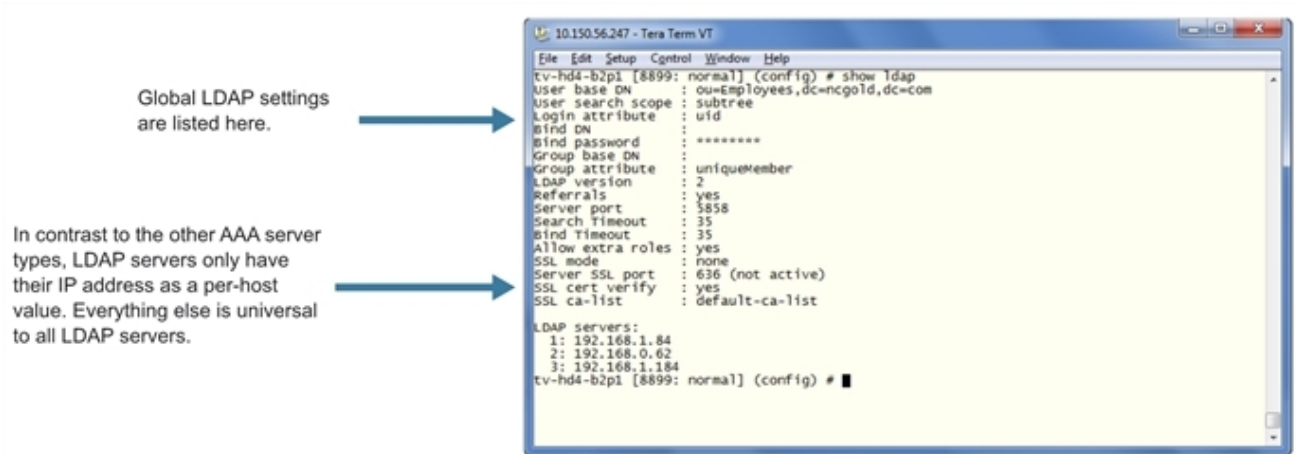 Global LDAP settings
are listed here.
In contrast to the other AAA server
types, LDAP servers only have
their IP address as a per-host
value. Everything else is universal
to all LDAP servers.
10.150.56.247 - Tera Term VT
File Edit Setup Control Window Help
tv-hd4-b2p1 [8899: normal] (config) # show ldap
User base DN : ou=Employees,dc=ncgold,dc=com
User search scope : subtree
Login attribute : uid
Bind DN :
Bind password : ********
Group base DN :
Group attribute : uniqueMember
LDAP version : 2
Referrals : yes
Server port : 5858
Search Timeout : 35
Bind Timeout : 35
Allow extra roles : yes
SSL mode : none
Server SSL port : 636 (not active)
SSL cert verify : yes
SSL ca-list : default-ca-list
LDAP servers:
1: 192.168.1.84
2: 192.168.0.62
3: 192.168.1.184
tv-hd4-b2p1 [8899: normal] (config) #